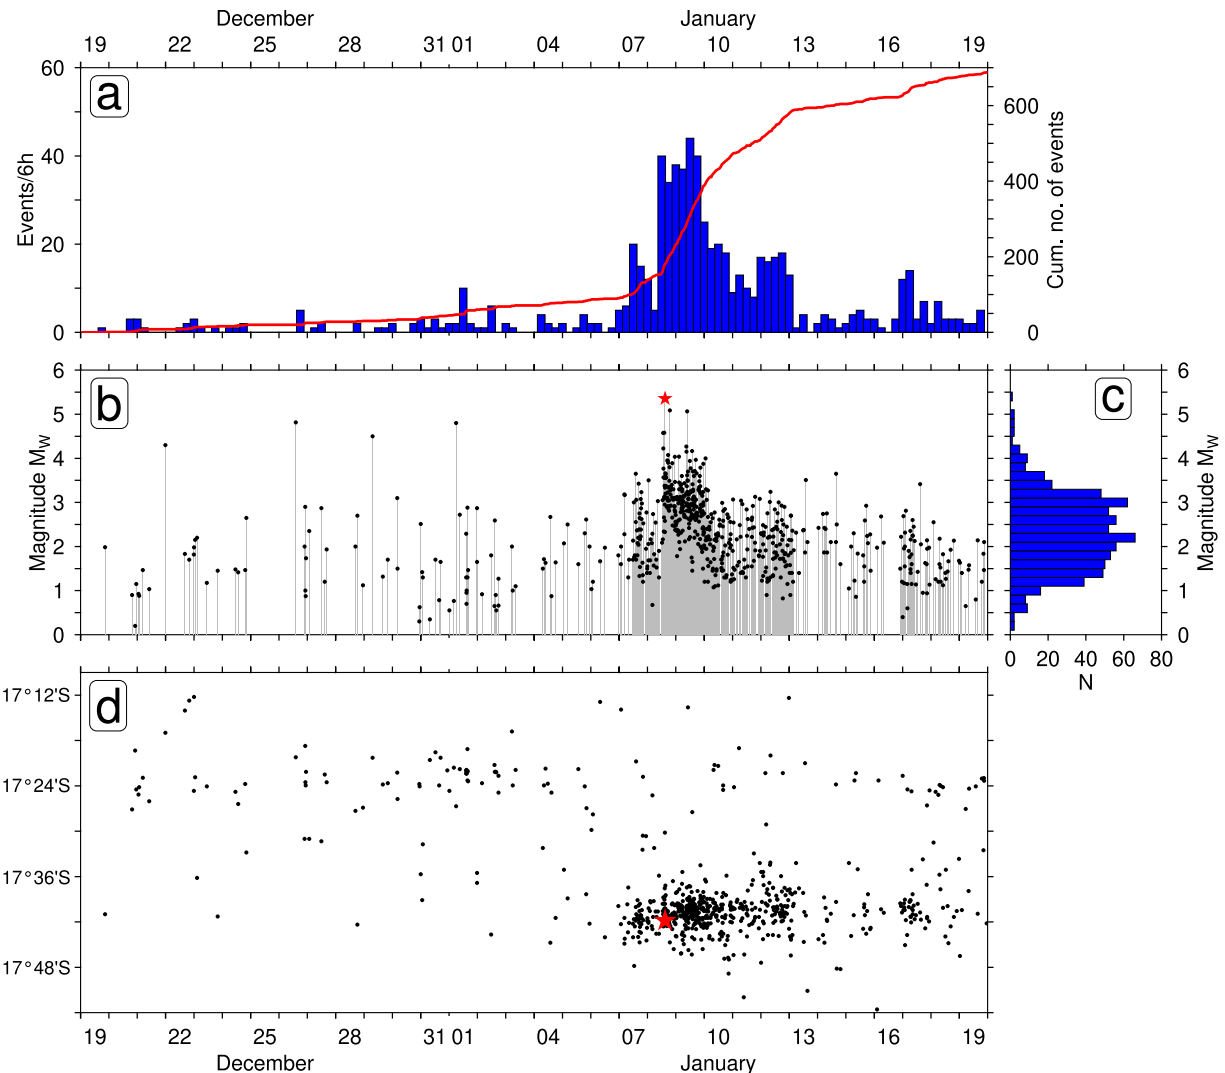 December January
19 22 25 28 31 01 04 07 10 13 16 19
a
60
40
20
0
Events/6h
600
400
200
0
Cum. no. of events
b
6
5
4
3
2
1
0
Magnitude MW
c
6
5
4
3
2
1
0
Magnitude MW
0 20 40 60 80
N
d
17°12'S
17°24'S
17°36'S
17°48'S
19 22 25 28 31 01 04 07 10 13 16 19
December January